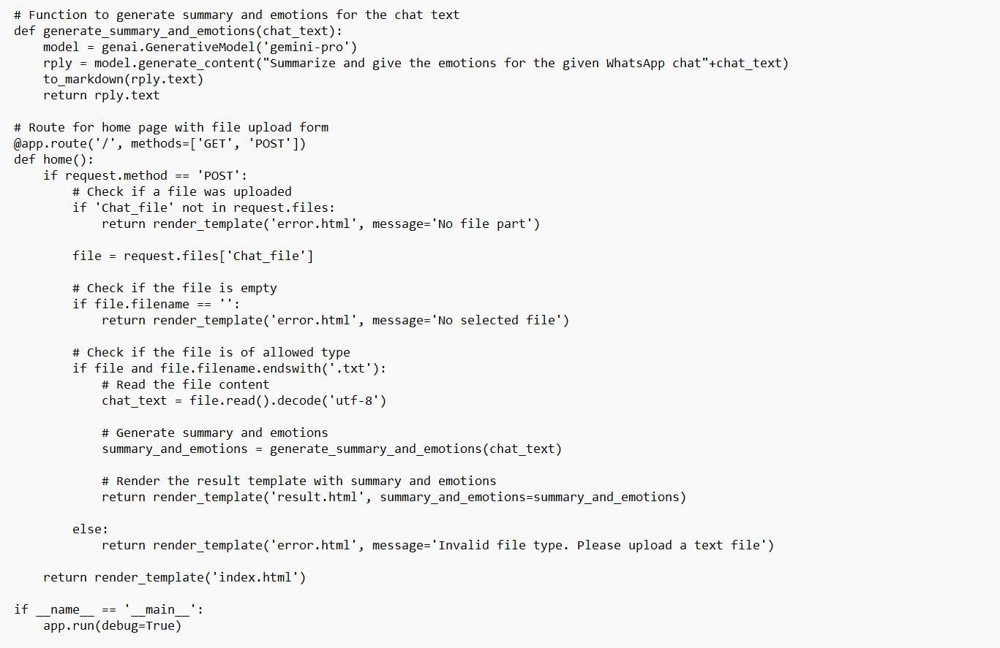 # Function to generate summary and emotions for the chat text
def generate_summary_and_emotions(chat_text):
    model = genai.GenerativeModel('gemini-pro')
    rply = model.generate_content("Summarize and give the emotions for the given WhatsApp chat"+chat_text)
    to_markdown(rply.text)
    return rply.text

# Route for home page with file upload form
@app.route('/', methods=['GET', 'POST'])
def home():
    if request.method == 'POST':
        # Check if a file was uploaded
        if 'Chat_file' not in request.files:
            return render_template('error.html', message='No file part')

        file = request.files['Chat_file']

        # Check if the file is empty
        if file.filename == '':
            return render_template('error.html', message='No selected file')

        # Check if the file is of allowed type
        if file and file.filename.endswith('.txt'):
            # Read the file content
            chat_text = file.read().decode('utf-8')

            # Generate summary and emotions
            summary_and_emotions = generate_summary_and_emotions(chat_text)

            # Render the result template with summary and emotions
            return render_template('result.html', summary_and_emotions=summary_and_emotions)

        else:
            return render_template('error.html', message='Invalid file type. Please upload a text file')

    return render_template('index.html')

if __name__ == '__main__':
    app.run(debug=True)